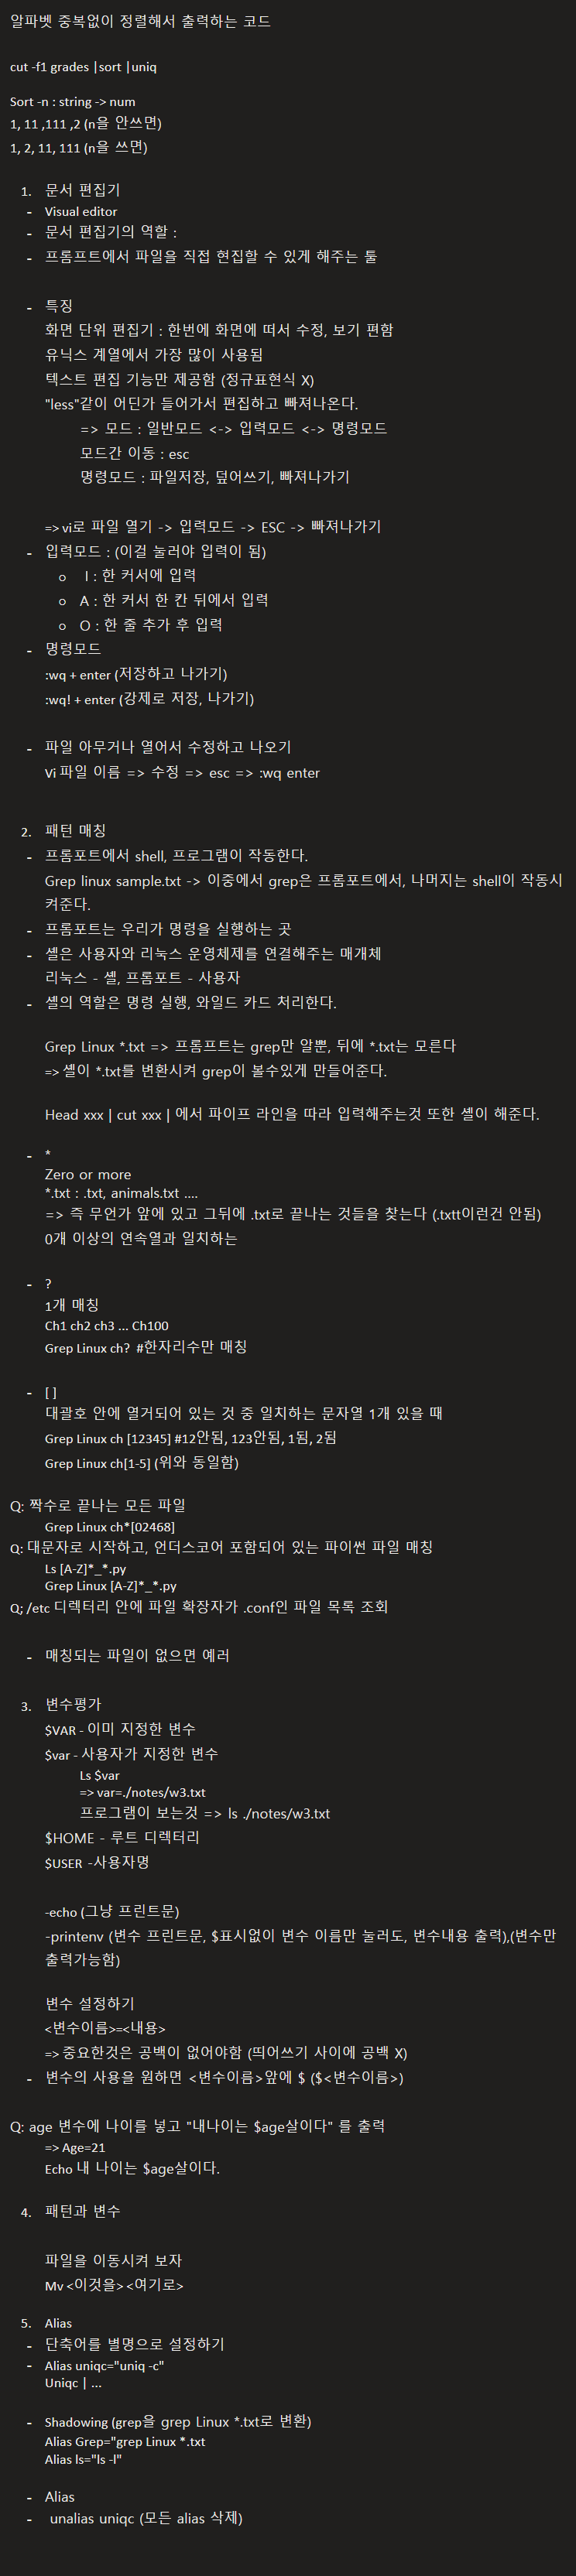 알파벳 중복없이 정렬해서 출력하는 코드
cut -f1 grades |sort |uniq
Sort -n : string -> num
1, 11 ,111 ,2 (n을 안쓰면)
1, 2, 11, 111 (n을 쓰면)
1. 문서 편집기
- Visual editor
- 문서 편집기의 역할 :
- 프롬프트에서 파일을 직접 현집할 수 있게 해주는 툴
- 특징
화면 단위 편집기 : 한번에 화면에 떠서 수정, 보기 편함
유닉스 계열에서 가장 많이 사용됨
텍스트 편집 기능만 제공함 (정규표현식 X)
"less"같이 어딘가 들어가서 편집하고 빠져나온다.
=> 모드 : 일반모드 <-> 입력모드 <-> 명령모드
모드간 이동 : esc
명령모드 : 파일저장, 덮어쓰기, 빠져나가기
=> vi로 파일 열기 -> 입력모드 -> ESC -> 빠져나가기
- 입력모드 : (이걸 눌러야 입력이 됨)
o I : 한 커서에 입력
o A : 한 커서 한 칸 뒤에서 입력
o O : 한 줄 추가 후 입력
- 명령모드
:wq + enter (저장하고 나가기)
:wq! + enter (강제로 저장, 나가기)
- 파일 아무거나 열어서 수정하고 나오기
Vi 파일 이름 => 수정 => esc => :wq enter
2. 패턴 매칭
- 프롬포트에서 shell, 프로그램이 작동한다.
Grep linux sample.txt -> 이중에서 grep은 프롬포트에서, 나머지는 shell이 작동시
켜준다.
- 프롬포트는 우리가 명령을 실행하는 곳
- 셸은 사용자와 리눅스 운영체제를 연결해주는 매개체
리눅스 - 셸, 프롬포트 - 사용자
- 셸의 역할은 명령 실행, 와일드 카드 처리한다.
Grep Linux *.txt => 프롬프트는 grep만 알뿐, 뒤에 *.txt는 모른다
=> 셸이 *.txt를 변환시켜 grep이 볼수있게 만들어준다.
Head xxx | cut xxx | 에서 파이프 라인을 따라 입력해주는것 또한 셸이 해준다.
- *
Zero or more
*.txt : .txt, animals.txt ....
=> 즉 무언가 앞에 있고 그뒤에 .txt로 끝나는 것들을 찾는다 (.txtt이런건 안됨)
0개 이상의 연속열과 일치하는
- ?
1개 매칭
Ch1 ch2 ch3 ... Ch100
Grep Linux ch? #한자리수만 매칭
- [ ]
대괄호 안에 열거되어 있는 것 중 일치하는 문자열 1개 있을 때
Grep Linux ch [12345] #12안됨, 123안됨, 1됨, 2됨
Grep Linux ch[1-5] (위와 동일함)
Q: 짝수로 끝나는 모든 파일
Grep Linux ch*[02468]
Q: 대문자로 시작하고, 언더스코어 포함되어 있는 파이썬 파일 매칭
Ls [A-Z]*_*.py
Grep Linux [A-Z]*_*.py
Q; /etc 디렉터리 안에 파일 확장자가 .conf인 파일 목록 조회
- 매칭되는 파일이 없으면 에러
3. 변수평가
$VAR - 이미 지정한 변수
$var - 사용자가 지정한 변수
Ls $var
=> var=./notes/w3.txt
프로그램이 보는것 => ls ./notes/w3.txt
$HOME - 루트 디렉터리
$USER -사용자명
-echo (그냥 프린트문)
-printenv (변수 프린트문, $표시없이 변수 이름만 눌러도, 변수내용 출력),(변수만
출력가능함)
변수 설정하기
<변수이름>=<내용>
=> 중요한것은 공백이 없어야함 (띄어쓰기 사이에 공백 X)
- 변수의 사용을 원하면 <변수이름>앞에 $ ($<변수이름>)
Q: age 변수에 나이를 넣고 "내나이는 $age살이다" 를 출력
=> Age=21
Echo 내 나이는 $age살이다.
4. 패턴과 변수
파일을 이동시켜 보자
Mv <이것을> <여기로>
5. Alias
- 단축어를 별명으로 설정하기
- Alias uniqc="uniq -c"
Uniqc | ...
- Shadowing (grep을 grep Linux *.txt로 변환)
Alias Grep="grep Linux *.txt
Alias ls="ls -l"
- Alias
- unalias uniqc (모든 alias 삭제)